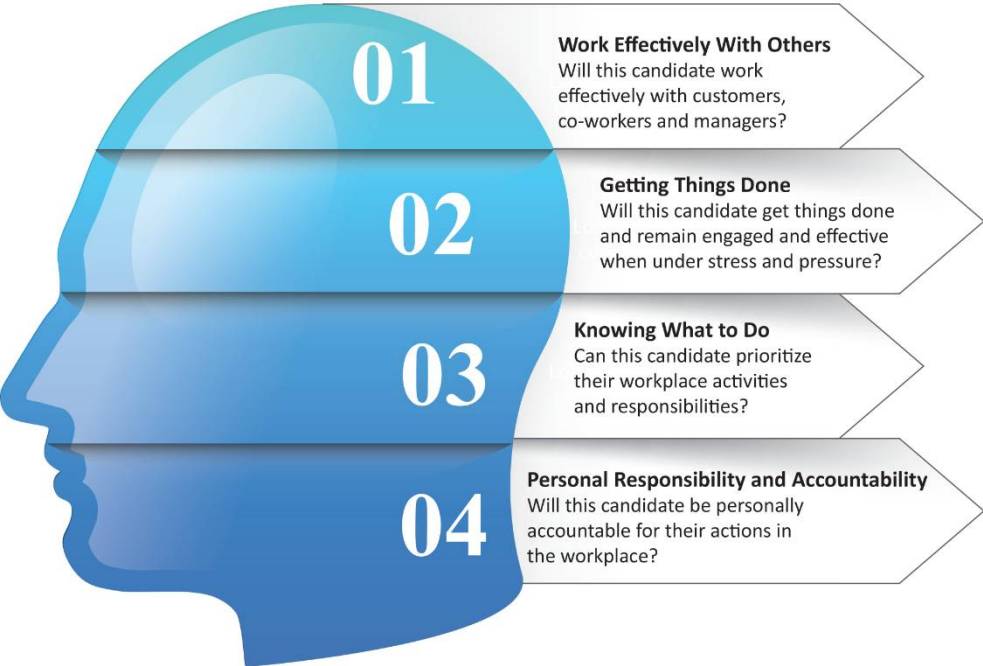 01
Work Effectively With Others
Will this candidate work
effectively with customers,
co-workers and managers?
02
Getting Things Done
Will this candidate get things done
and remain engaged and effective
when under stress and pressure?
03
Knowing What to Do
Can this candidate prioritize
their workplace activities
and responsibilities?
04
Personal Responsibility and Accountability
Will this candidate be personally
accountable for their actions in
the workplace?